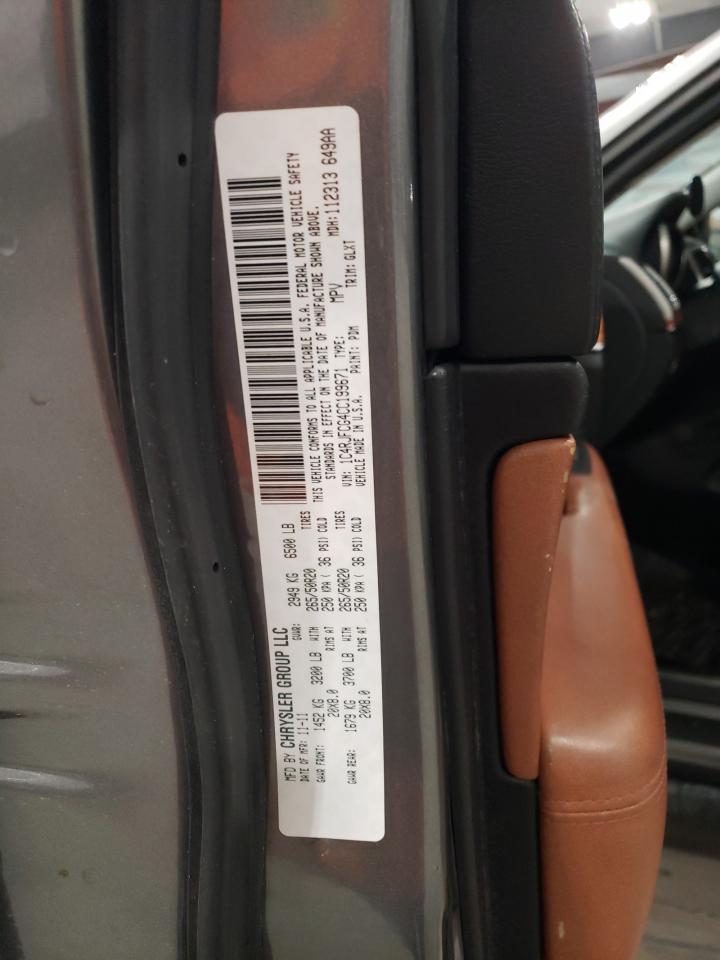 MFD BY CHRYSLER GROUP LLC
DATE OF MFR: 11-11 GVWR: 2949 KG 6500 LB
GAWR FRONT: 1452 KG 3200 LB WITH 265/50R20 TIRES
20X8.0 RIMS AT 250 KPA ( 36 PSI) COLD
GAWR REAR: 1679 KG 3700 LB WITH 265/50R20 TIRES
20X8.0 RIMS AT 250 KPA ( 36 PSI) COLD
THIS VEHICLE CONFORMS TO ALL APPLICABLE U.S.A. FEDERAL MOTOR VEHICLE SAFETY
STANDARDS IN EFFECT ON THE DATE OF MANUFACTURE SHOWN ABOVE.
VIN: 1C4RJFCG4CC199671 TYPE: MPV MDH: 112313 649AA
VEHICLE MADE IN U.S.A. PAINT: PDM TRIM: GLXT